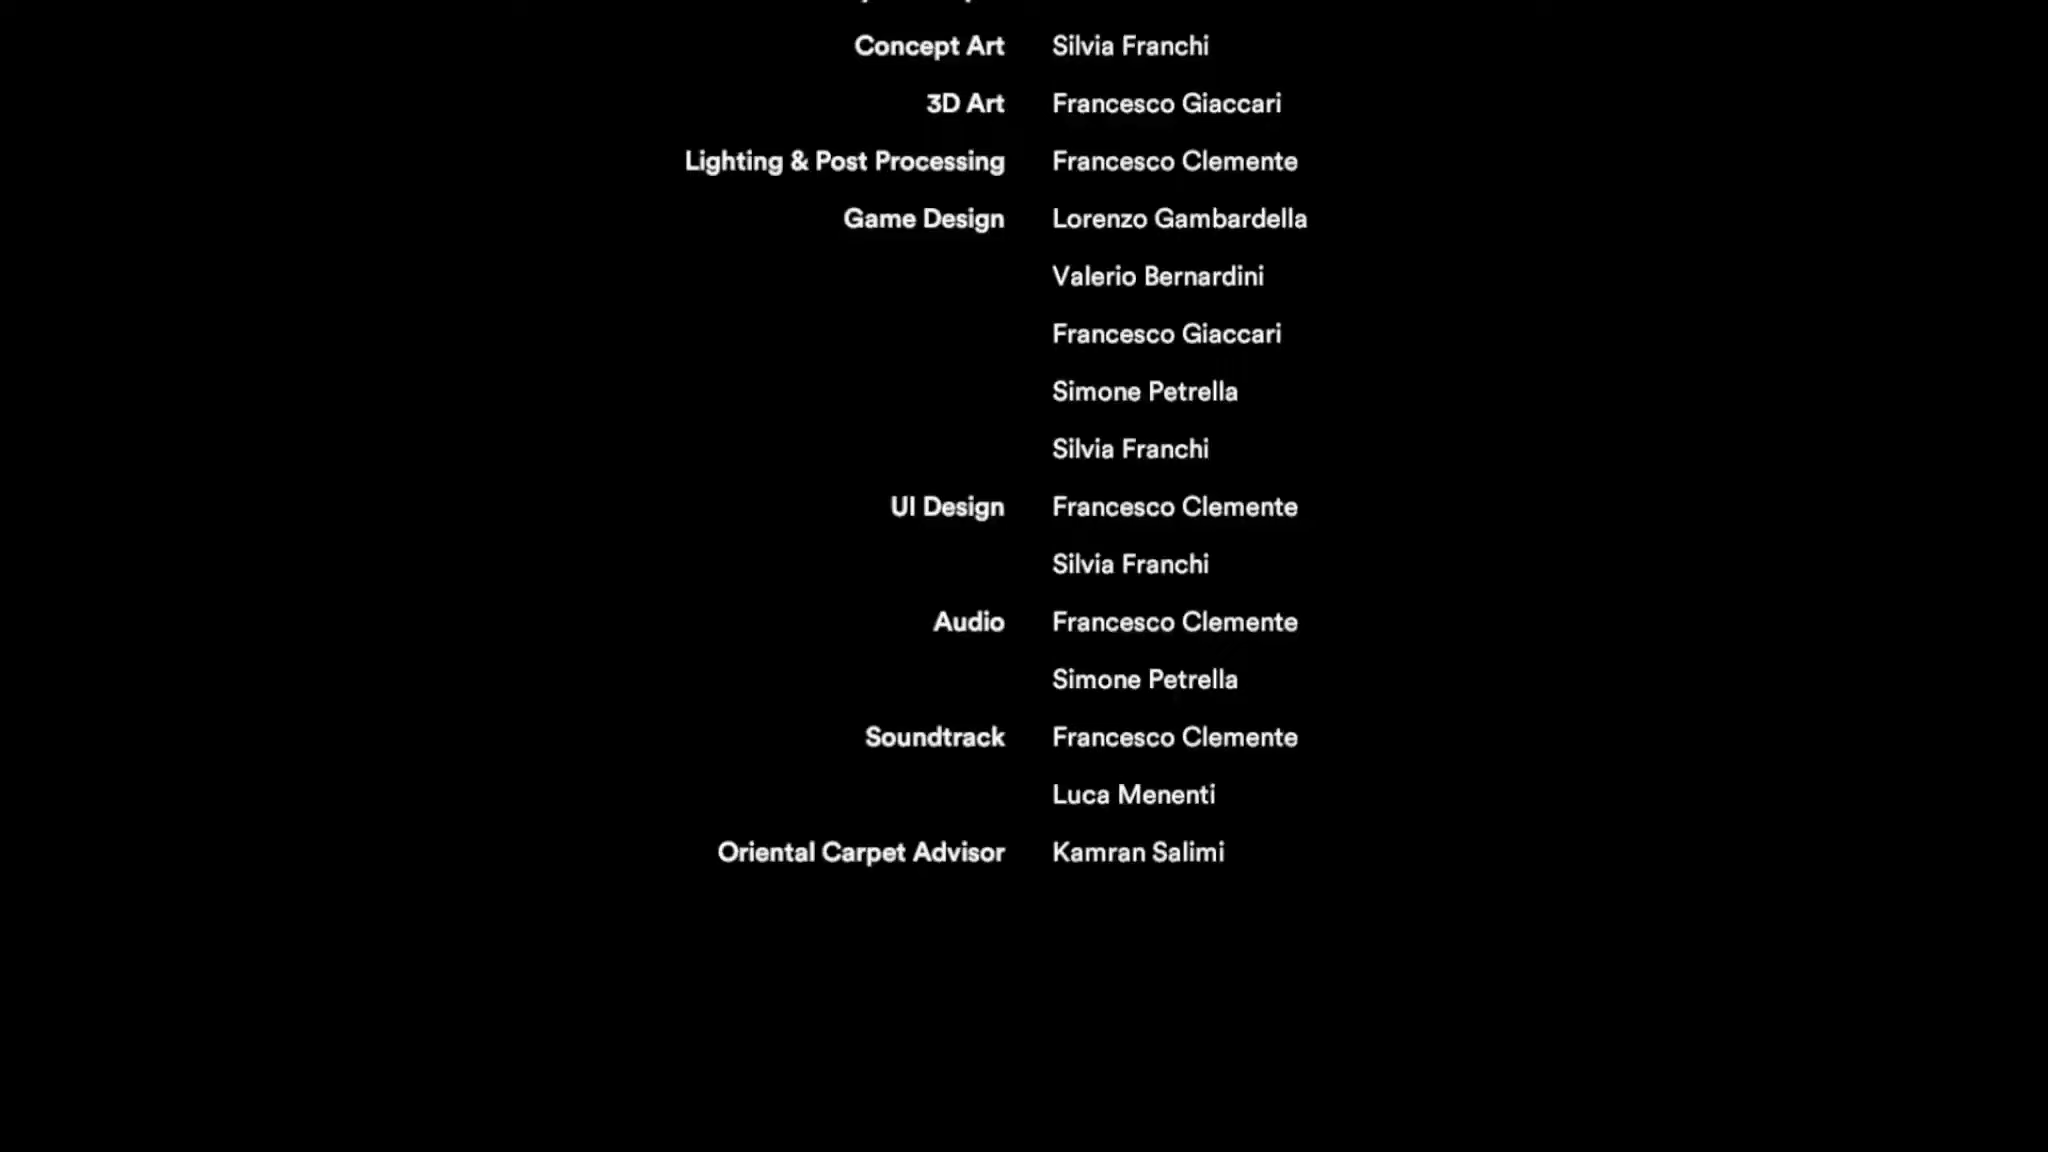 Concept Art Silvia Franchi
3D Art Francesco Giaccari
Lighting & Post Processing Francesco Clemente
Game Design Lorenzo Gambardella
Valerio Bernardini
Francesco Giaccari
Simone Petrella
Silvia Franchi
UI Design Francesco Clemente
Silvia Franchi
Audio Francesco Clemente
Simone Petrella
Soundtrack Francesco Clemente
Luca Menenti
Oriental Carpet Advisor Kamran Salimi